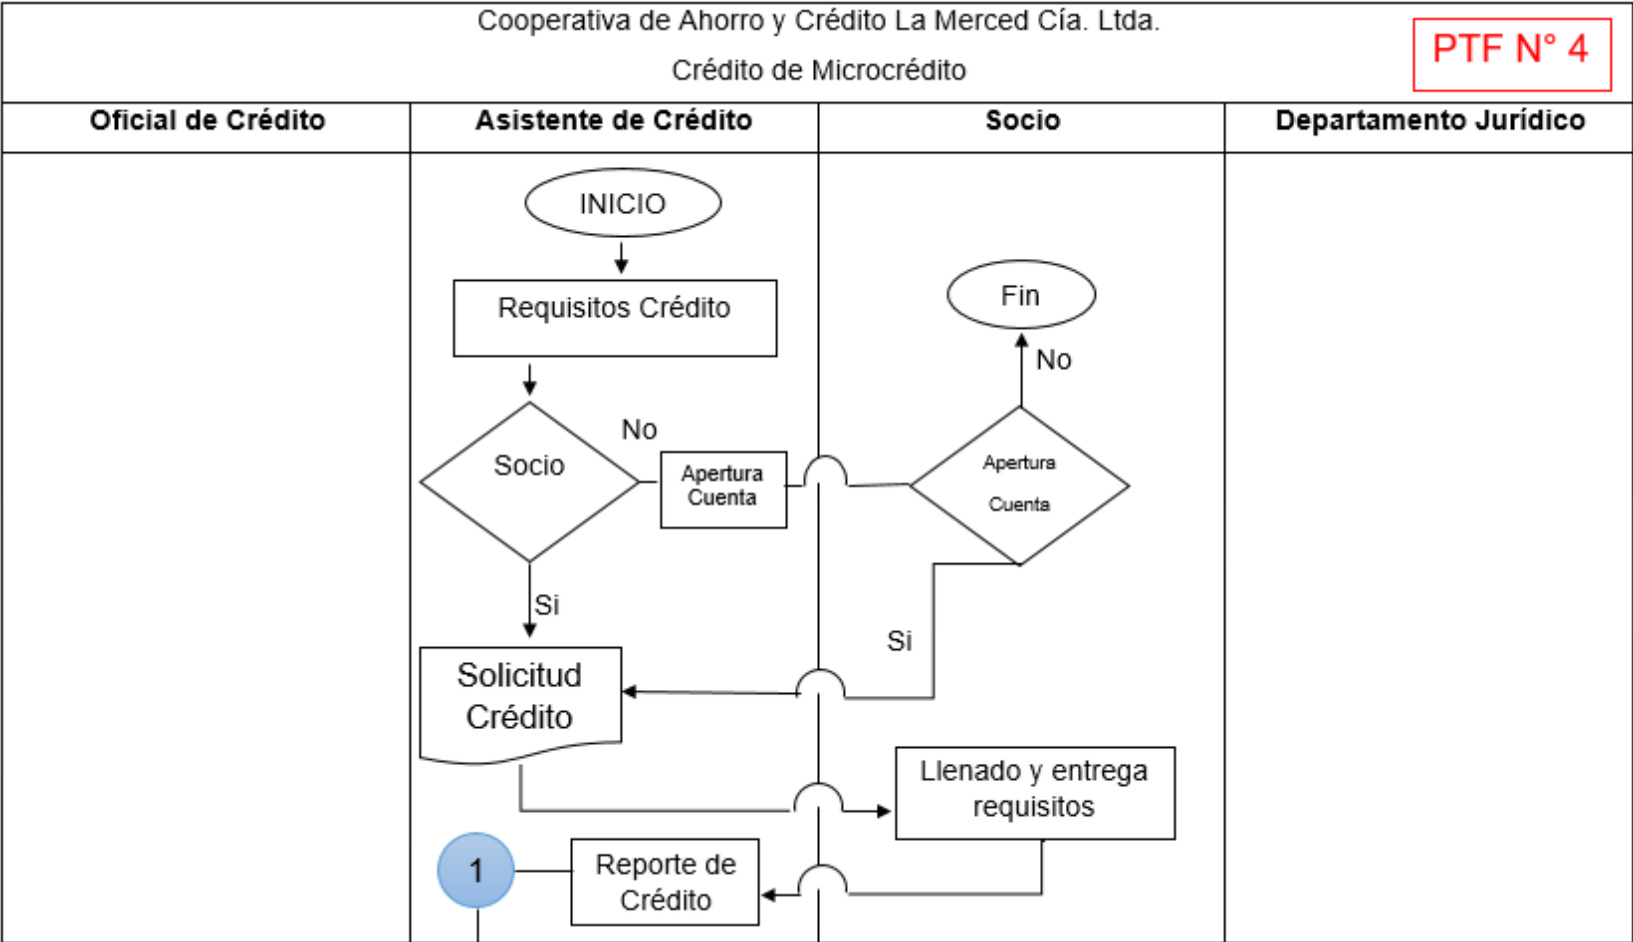 Cooperativa de Ahorro y Crédito La Merced Cía. Ltda.
Crédito de Microcrédito
PTF N° 4
Oficial de Crédito
Asistente de Crédito
Socio
Departamento Jurídico
INICIO
Requisitos Crédito
Fin
No
Socio
No
Apertura
Cuenta
Apertura
Cuenta
Si
Si
Solicitud
Crédito
Llenado y entrega
requisitos
1
Reporte de
Crédito